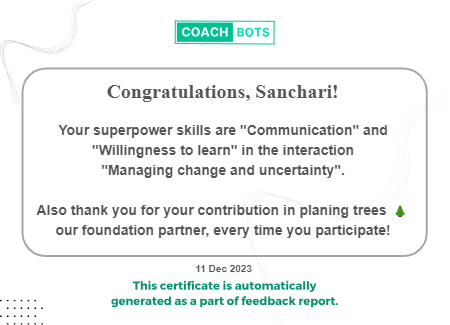 COACH BOTS
Congratulations, Sanchari!
Your superpower skills are "Communication" and
"Willingness to learn" in the interaction
"Managing change and uncertainty".
Also thank you for your contribution in planing trees 🌲
our foundation partner, every time you participate!
11 Dec 2023
This certificate is automatically
generated as a part of feedback report.